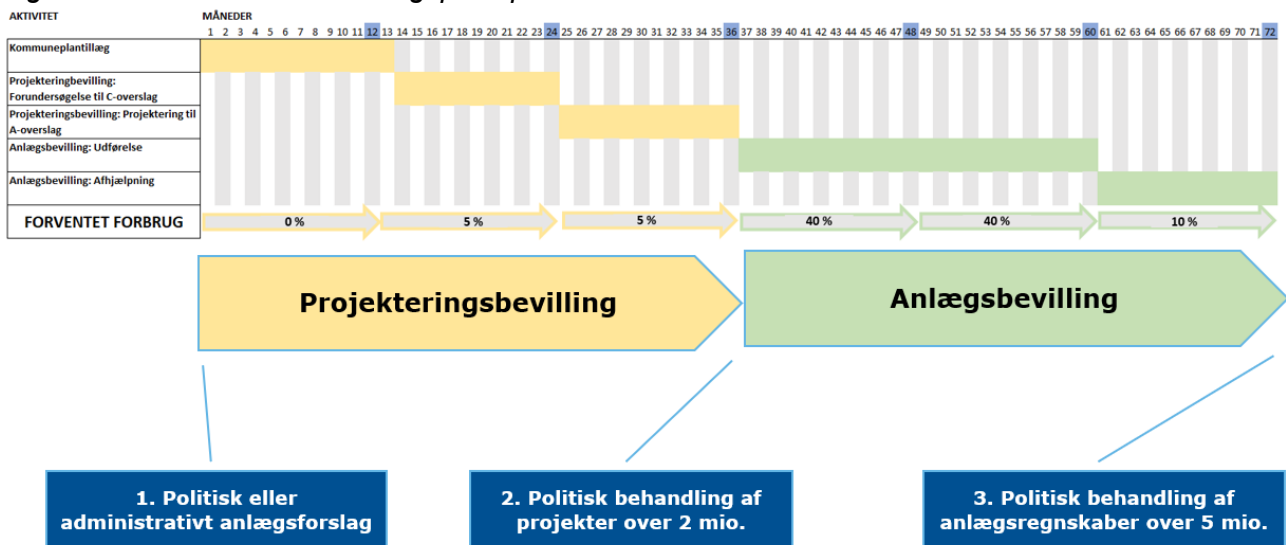 AKTIVITET MÅNEDER
1 2 3 4 5 6 7 8 9 10 11 12 13 14 15 16 17 18 19 20 21 22 23 24 25 26 27 28 29 30 31 32 33 34 35 36 37 38 39 40 41 42 43 44 45 46 47 48 49 50 51 52 53 54 55 56 57 58 59 60 61 62 63 64 65 66 67 68 69 70 71 72
Kommuneplantillæg
Projekteringbevilling:
Forundersøgelse til C-overslag
Projekteringsbevilling: Projektering til
A-overslag
Anlægsbevilling: Udførelse
Anlægsbevilling: Afhjælpning
FORVENTET FORBRUG 0 % 5 % 5 % 40 % 40 % 10 %
Projekteringsbevilling
Anlægsbevilling
1. Politisk eller
administrativt anlægsforslag
2. Politisk behandling af
projekter over 2 mio.
3. Politisk behandling af
anlægsregnskaber over 5 mio.